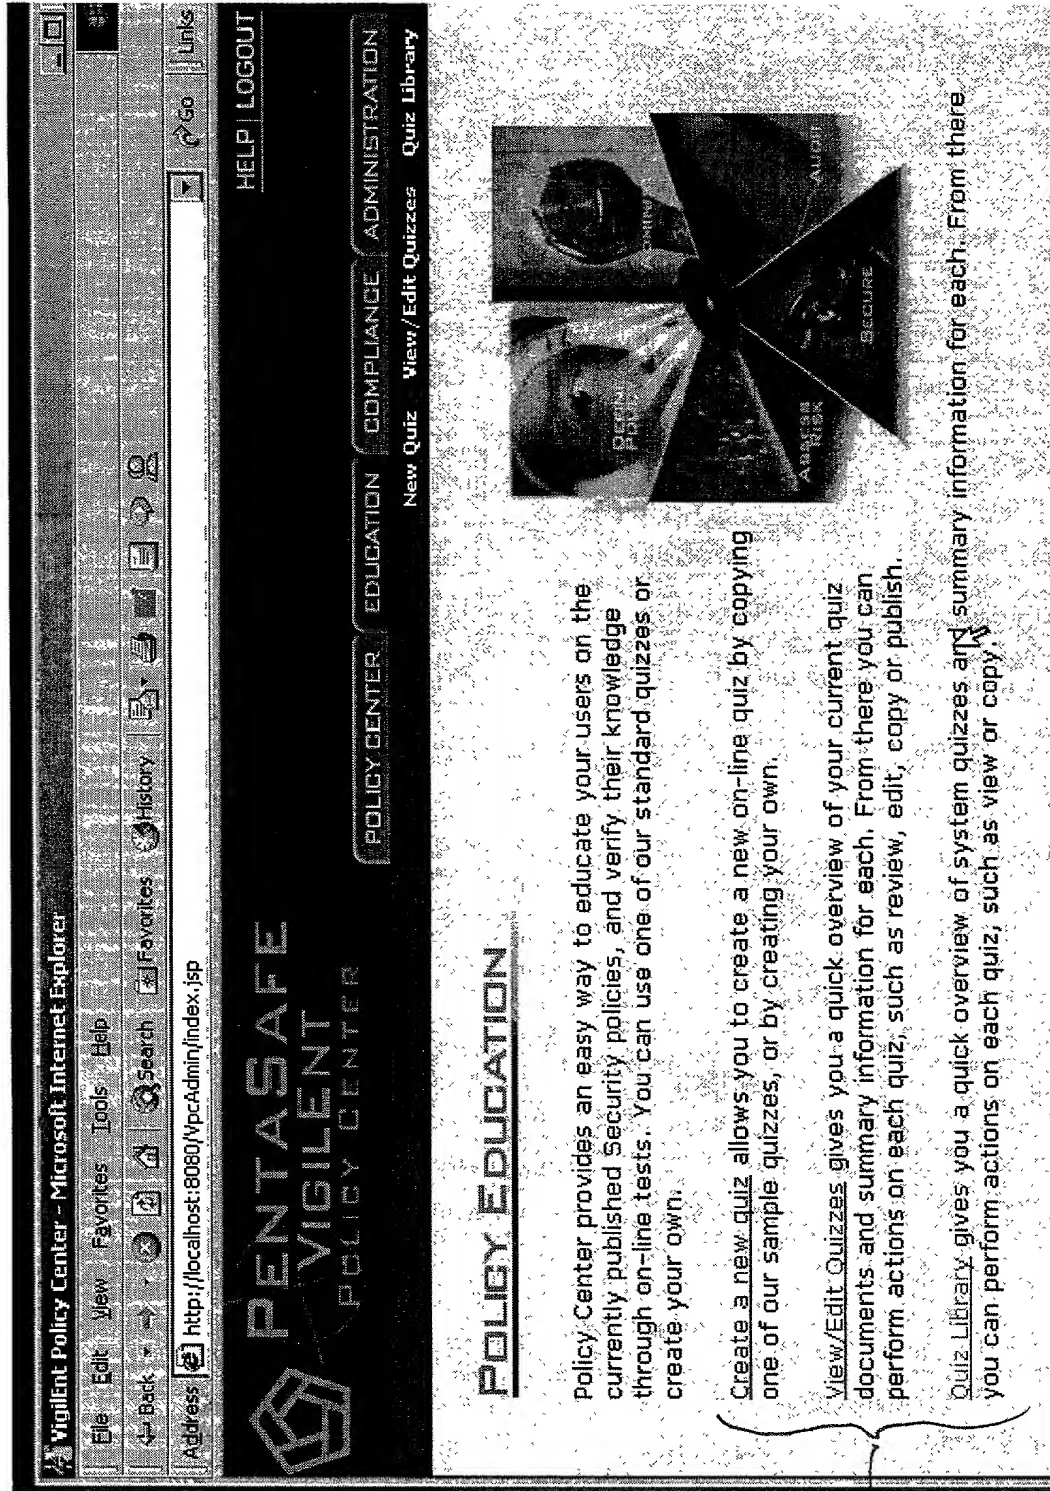 VigilEnt Policy Center - Microsoft Internet Explorer
File Edit View Favorites Tools Help
Back Search Favorites History
Address http://localhost:8080/VpcAdmin/index.jsp Go Links
HELP | LOGOUT
PENTASAFE
VIGILENT
POLICY CENTER
POLICY CENTER EDUCATION COMPLIANCE ADMINISTRATION
New Quiz View/Edit Quizzes Quiz Library
POLICY EDUCATION
Policy Center provides an easy way to educate your users on the
currently published Security policies, and verify their knowledge
through on-line tests. You can use one of our standard quizzes or
create your own.
Create a new quiz allows you to create a new on-line quiz by copying
one of our sample quizzes, or by creating your own.
View/Edit Quizzes gives you a quick overview of your current quiz
documents and summary information for each. From there you can
perform actions on each quiz, such as review, edit, copy or publish.
Quiz Library gives you a quick overview of system quizzes and summary information for each. From there
you can perform actions on each quiz, such as view or copy.
AUDIT
SECURE
ASSESS
RISK